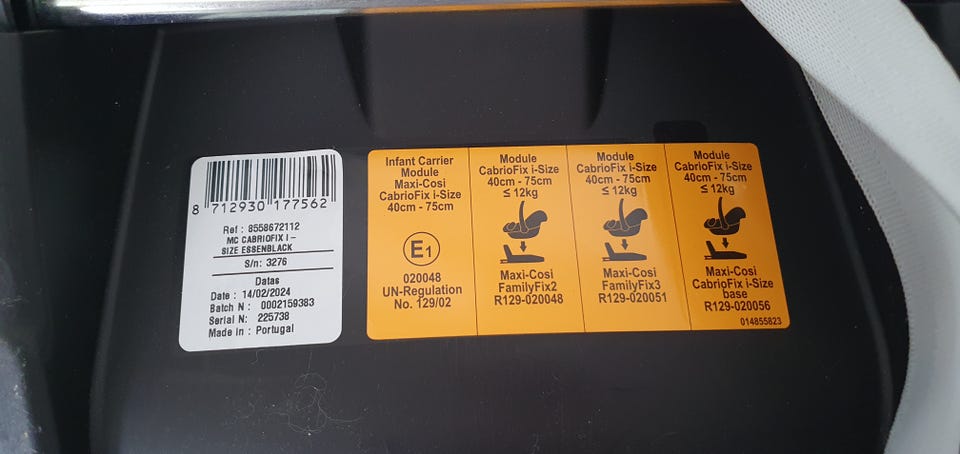 8 712930 177562
Ref : 8558672112
MC CABRIOFIX I -
SIZE ESSENBLACK
S/n: 3276
Datas
Date : 14/02/2024
Batch N : 0002159383
Serial N: 225738
Made in : Portugal
Infant Carrier
Module
Maxi-Cosi
CabrioFix i-Size
40cm - 75cm
E1
020048
UN-Regulation
No. 129/02
Module
CabrioFix i-Size
40cm - 75cm
≤ 12kg
Maxi-Cosi
FamilyFix2
R129-020048
Module
CabrioFix i-Size
40cm - 75cm
≤ 12kg
Maxi-Cosi
FamilyFix3
R129-020051
Module
CabrioFix i-Size
40cm - 75cm
≤ 12kg
Maxi-Cosi
CabrioFix i-Size
base
R129-020056
014855823